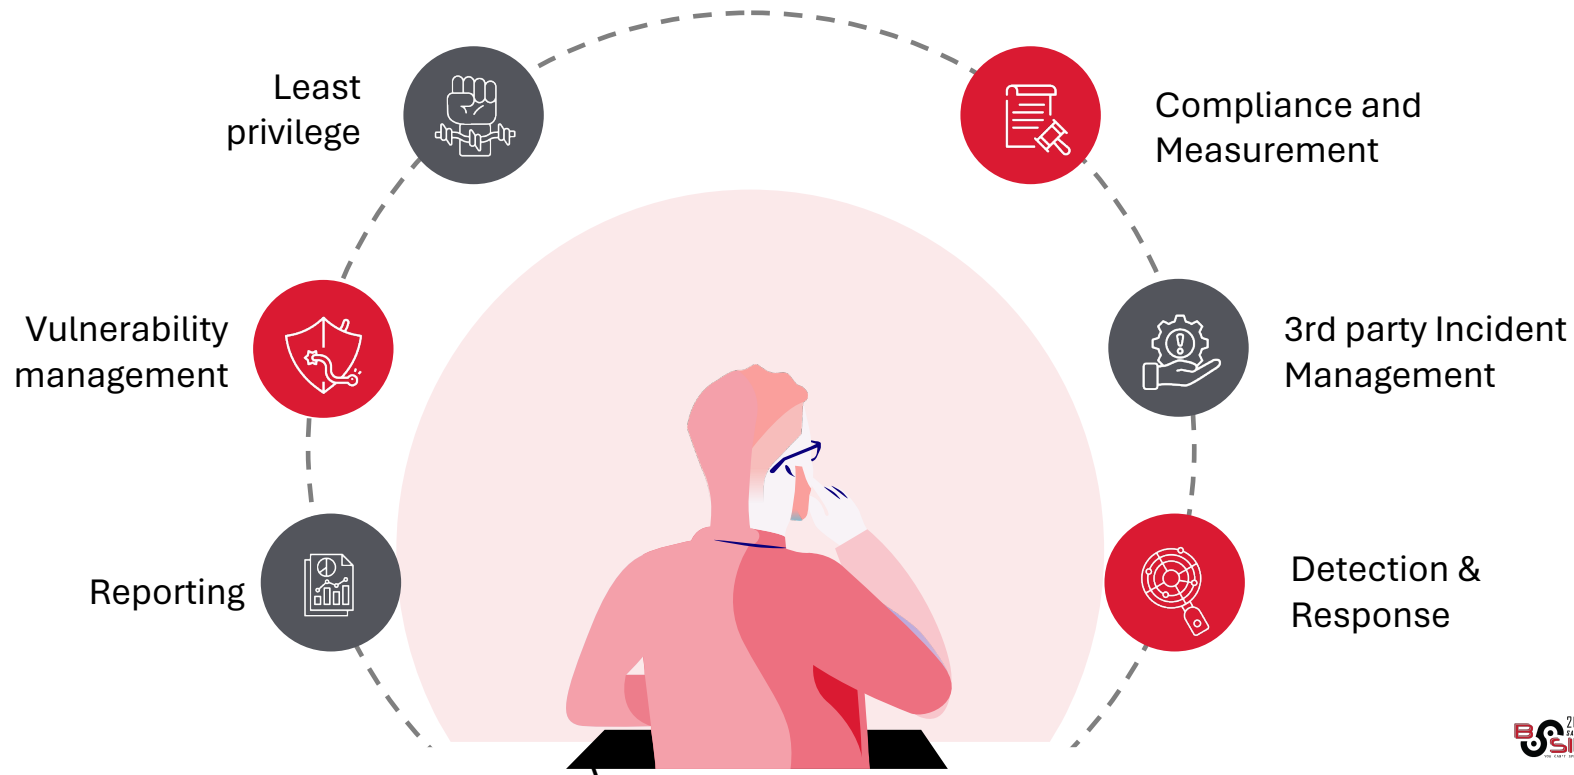 Least
privilege
Compliance and
Measurement
Vulnerability
management
3rd party Incident
Management
Reporting
Detection &
Response